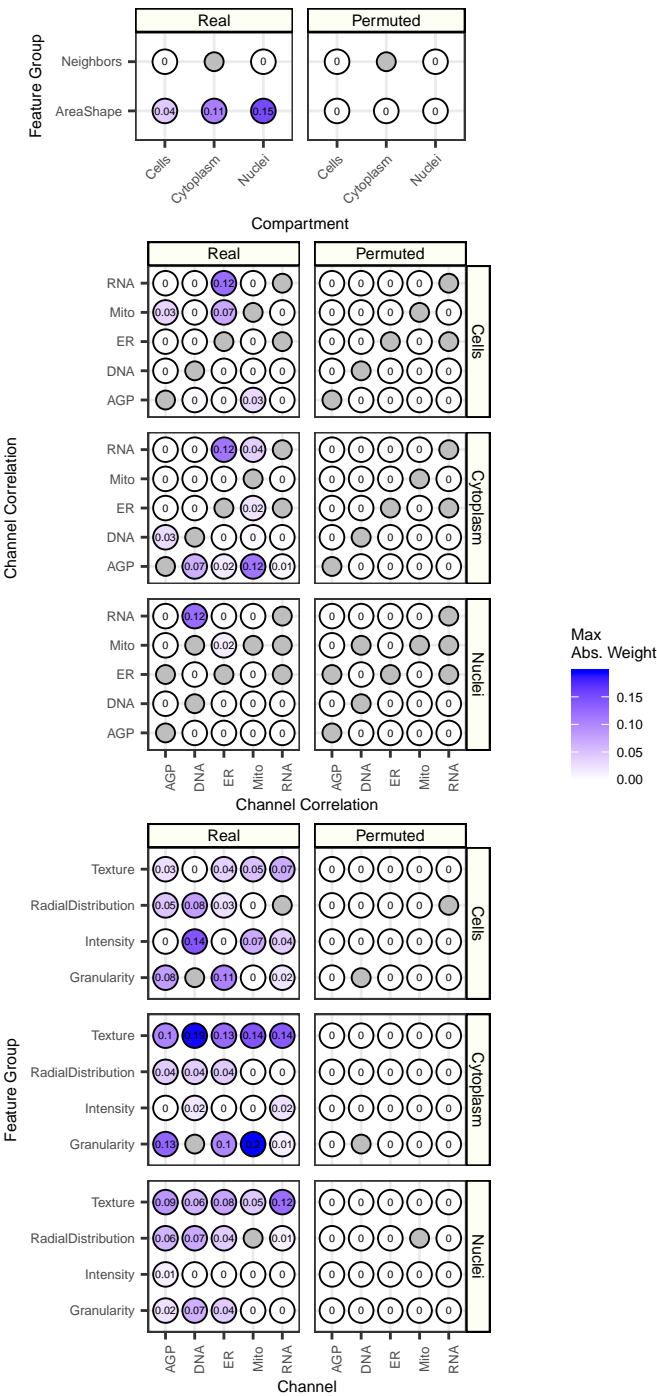 Real Permuted
Feature Group
Neighbors 0 0 0 0
AreaShape 0.04 0.11 0.15 0 0 0
Cells Cytoplasm Nuclei Cells Cytoplasm Nuclei
Compartment
Real Permuted
Channel Correlation
RNA 0 0 0.12 0 0 0 0 0
Mito 0.03 0 0.07 0 0 0 0 0
ER 0 0 0 0 0 0
DNA 0 0 0 0 0 0 0 0
AGP 0 0 0.03 0 0 0 0 0
Cells
RNA 0 0 0.12 0.04 0 0 0 0
Mito 0 0 0 0 0 0 0 0
ER 0 0 0.02 0 0 0
DNA 0.03 0 0 0 0 0 0 0
AGP 0.07 0.02 0.12 0.01 0 0 0 0
Cytoplasm
RNA 0 0.12 0 0 0 0 0 0
Mito 0 0.02 0 0
ER 0 0 0 0
DNA 0 0 0 0 0 0 0 0
AGP 0 0 0 0 0 0 0 0
Nuclei
AGP DNA ER Mito RNA AGP DNA ER Mito RNA
Channel Correlation
Max
Abs. Weight
0.15
0.10
0.05
0.00
Real Permuted
Feature Group
Texture 0.03 0 0.04 0.05 0.07 0 0 0 0 0
RadialDistribution 0.05 0.08 0.03 0 0 0 0 0
Intensity 0 0.14 0 0.07 0.04 0 0 0 0 0
Granularity 0.08 0.11 0 0.02 0 0 0 0
Cells
Texture 0.1 0.19 0.13 0.14 0.14 0 0 0 0 0
RadialDistribution 0.04 0.04 0.04 0 0 0 0 0 0 0
Intensity 0 0.02 0 0 0.02 0 0 0 0 0
Granularity 0.13 0.1 0.2 0.01 0 0 0 0
Cytoplasm
Texture 0.09 0.06 0.08 0.05 0.12 0 0 0 0 0
RadialDistribution 0.06 0.07 0.04 0.01 0 0 0 0
Intensity 0.01 0 0 0 0 0 0 0 0 0
Granularity 0.02 0.07 0.04 0 0 0 0 0 0 0
Nuclei
AGP DNA ER Mito RNA AGP DNA ER Mito RNA
Channel